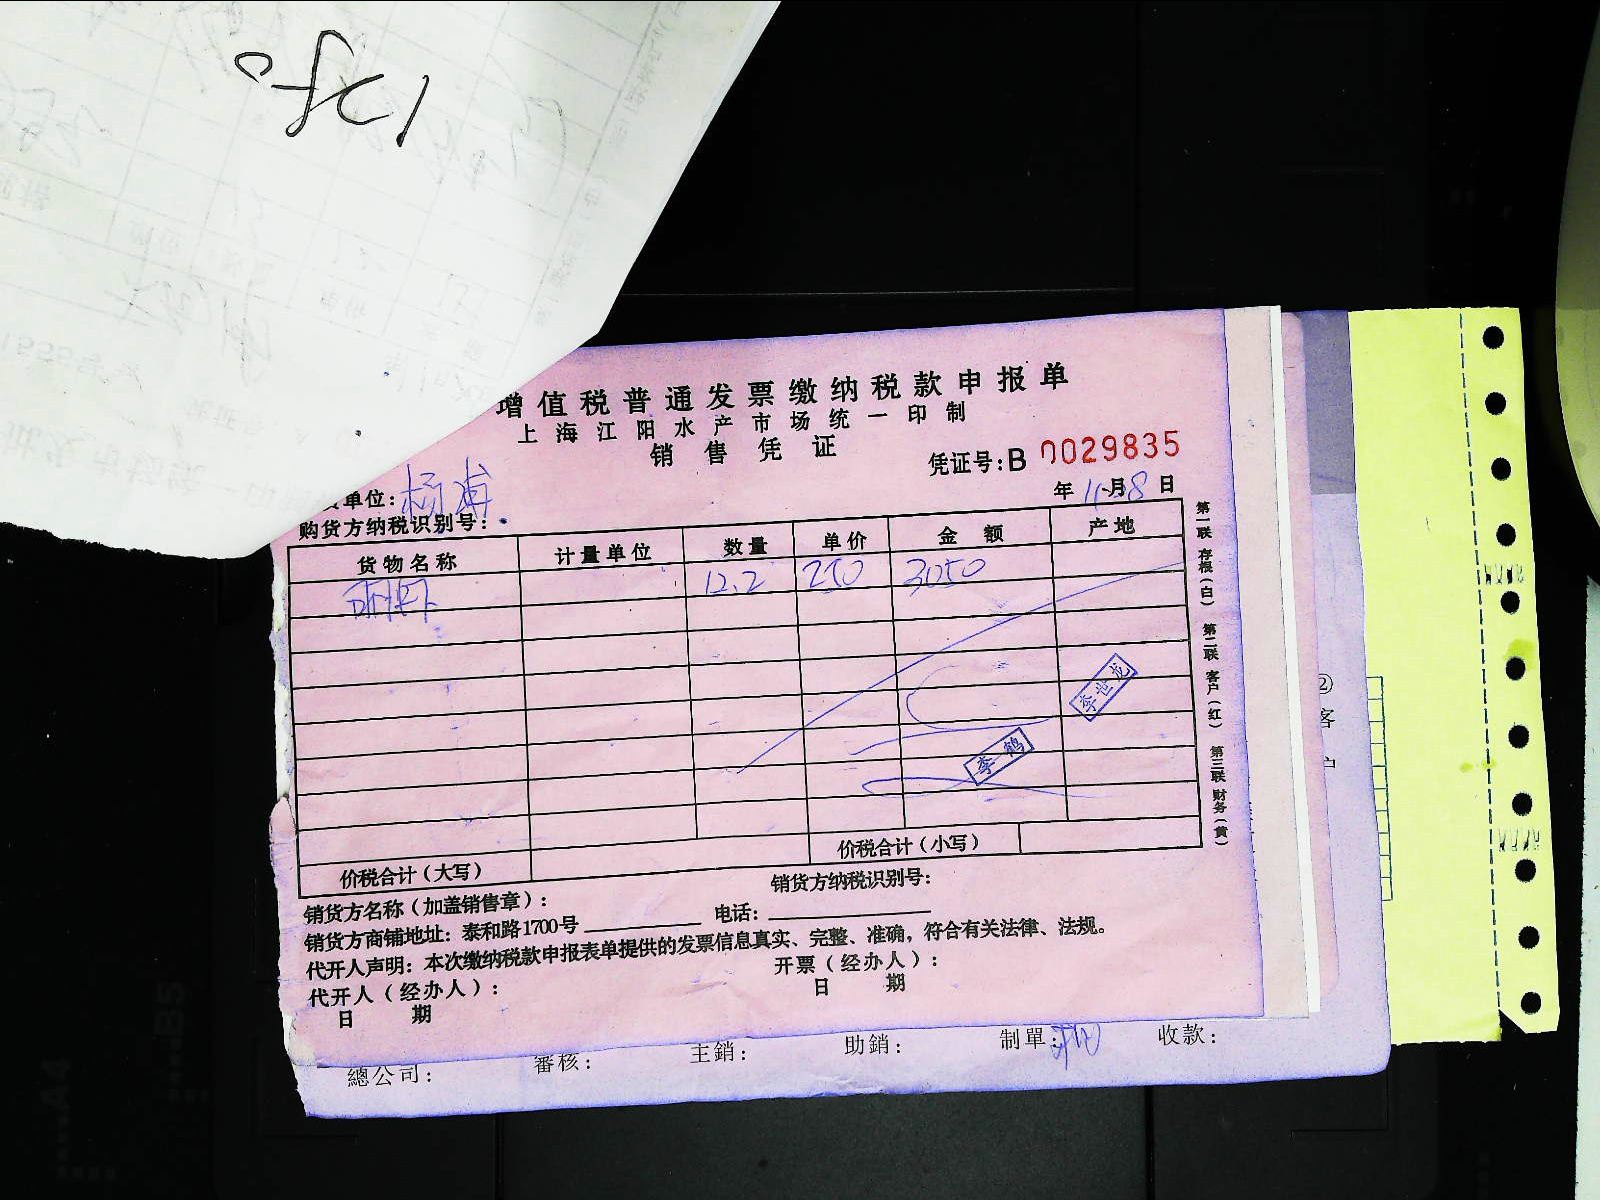 增值税普通发票缴纳税款申报单
上海江阳水产市场统一印制
销售凭证
凭证号:B 0029835
单位: 杨浦
年 11月8日
购货方纳税识别号:
货物名称 计量单位 数量 单价 金额 产地
12.2 250 3050
李世龙
李鹤
价税合计(大写) 价税合计(小写)
销货方名称(加盖销售章): 销货方纳税识别号:
销货方商铺地址: 泰和路1700号 电话:
代开人声明: 本次缴纳税款申报表单提供的发票信息真实、完整、准确, 符合有关法律、法规。
代开人(经办人): 开票(经办人):
日期 日期
第一联 存根(白) 第二联 客户(红) 第三联 财务(黄)
總公司: 審核: 主銷: 助銷: 制單: 收款:
②客户